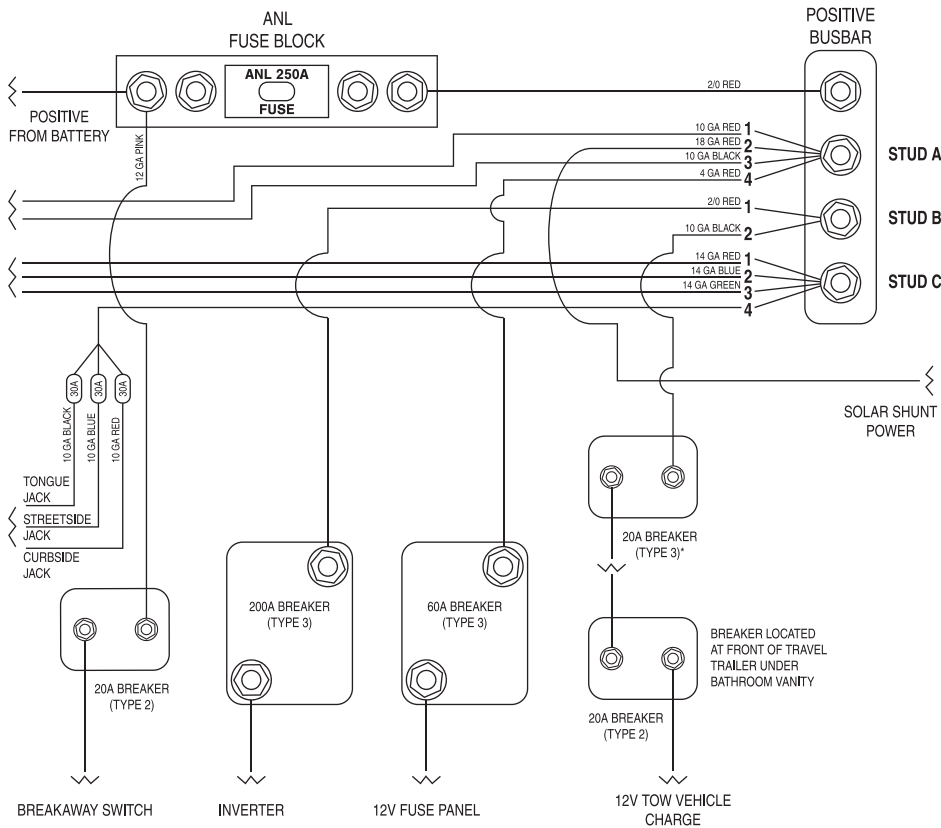 ANL
FUSE BLOCK
POSITIVE
BUSBAR
ANL 250A
FUSE
POSITIVE
FROM BATTERY
12 GA PINK
2/0 RED
10 GA RED 1
18 GA RED 2
10 GA BLACK 3
4 GA RED 4
STUD A
2/0 RED 1
10 GA BLACK 2
STUD B
14 GA RED 1
14 GA BLUE 2
14 GA GREEN 3
4
STUD C
30A
30A
30A
10 GA BLACK
10 GA BLUE
10 GA RED
SOLAR SHUNT
POWER
TONGUE
JACK
STREETSIDE
JACK
CURBSIDE
JACK
20A BREAKER
(TYPE 3)*
200A BREAKER
(TYPE 3)
60A BREAKER
(TYPE 3)
BREAKER LOCATED
AT FRONT OF TRAVEL
TRAILER UNDER
BATHROOM VANITY
20A BREAKER
(TYPE 2)
20A BREAKER
(TYPE 2)
BREAKAWAY SWITCH
INVERTER
12V FUSE PANEL
12V TOW VEHICLE
CHARGE